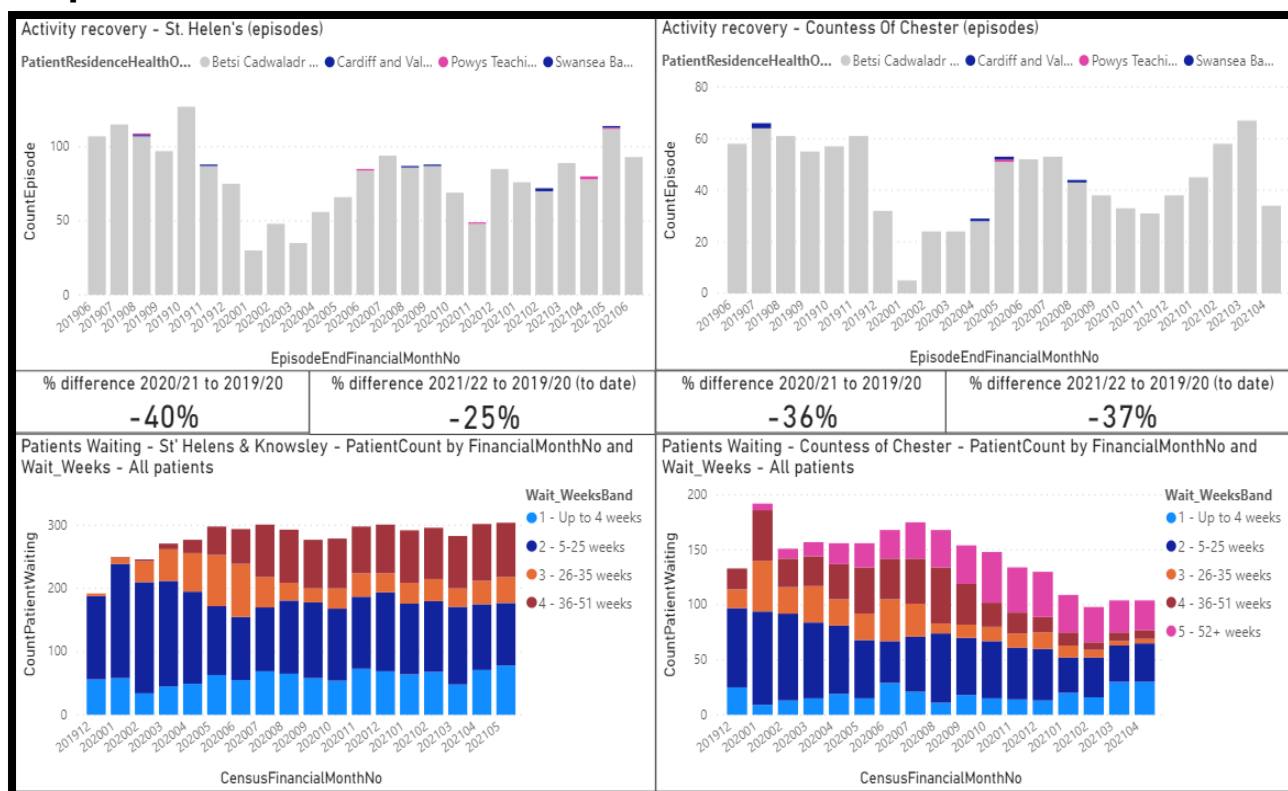 Activity recovery - St. Helen's (episodes)
PatientResidenceHealthO... Betsi Cadwaladr ... Cardiff and Val... Powys Teachi... Swansea Ba...
CountEpisode
100
50
0
201906 201907 201908 201909 201910 201911 201912 202001 202002 202003 202004 202005 202006 202007 202008 202009 202010 202011 202012 202101 202102 202103 202104 202105 202106
EpisodeEndFinancialMonthNo
% difference 2020/21 to 2019/20
-40%
% difference 2021/22 to 2019/20 (to date)
-25%
Activity recovery - Countess Of Chester (episodes)
PatientResidenceHealthO... Betsi Cadwaladr ... Cardiff and Val... Powys Teachi... Swansea Ba...
CountEpisode
80
60
40
20
0
201906 201907 201908 201909 201910 201911 201912 202001 202002 202003 202004 202005 202006 202007 202008 202009 202010 202011 202012 202101 202102 202103 202104
EpisodeEndFinancialMonthNo
% difference 2020/21 to 2019/20
-36%
% difference 2021/22 to 2019/20 (to date)
-37%
Patients Waiting - St' Helens & Knowsley - PatientCount by FinancialMonthNo and
Wait_Weeks - All patients
Wait_WeeksBand
1 - Up to 4 weeks
2 - 5-25 weeks
3 - 26-35 weeks
4 - 36-51 weeks
CountPatientWaiting
300
200
100
0
201912 202001 202002 202003 202004 202005 202006 202007 202008 202009 202010 202011 202012 202101 202102 202103 202104 202105
CensusFinancialMonthNo
Patients Waiting - Countess of Chester - PatientCount by FinancialMonthNo and
Wait_Weeks - All patients
Wait_WeeksBand
1 - Up to 4 weeks
2 - 5-25 weeks
3 - 26-35 weeks
4 - 36-51 weeks
5 - 52+ weeks
CountPatientWaiting
200
150
100
50
0
201912 202001 202002 202003 202004 202005 202006 202007 202008 202009 202010 202011 202012 202101 202102 202103 202104
CensusFinancialMonthNo